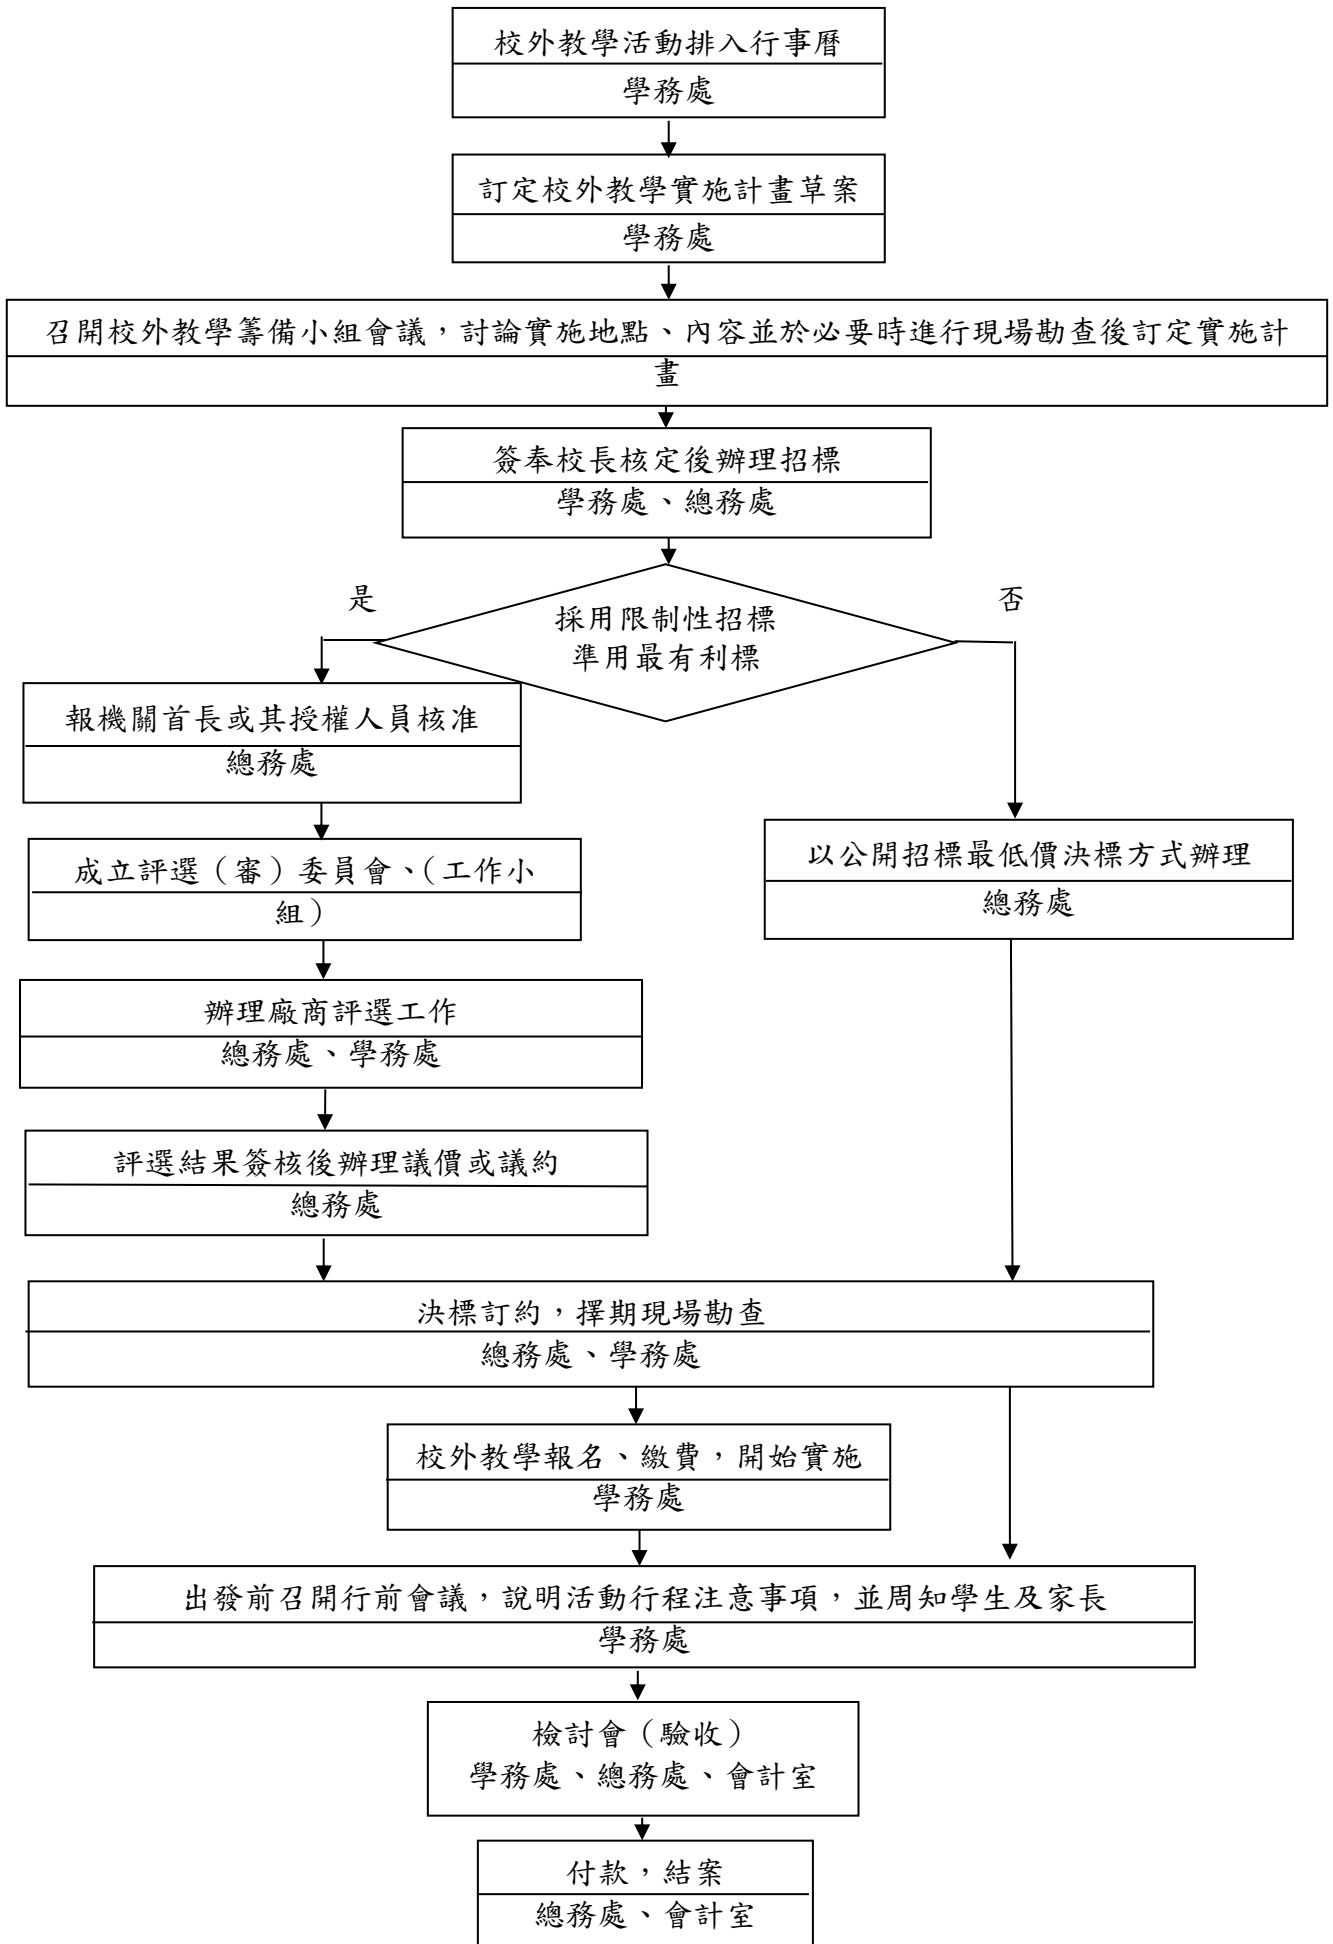 校外教學活動排入行事曆
學務處
訂定校外教學實施計畫草案
學務處
召開校外教學籌備小組會議，討論實施地點、內容並於必要時進行現場勘查後訂定實施計
畫
簽奉校長核定後辦理招標
學務處、總務處
是
否
採用限制性招標
準用最有利標
報機關首長或其授權人員核准
總務處
成立評選（審）委員會、（工作小
組）
以公開招標最低價決標方式辦理
總務處
辦理廠商評選工作
總務處、學務處
評選結果簽核後辦理議價或議約
總務處
決標訂約，擇期現場勘查
總務處、學務處
校外教學報名、繳費，開始實施
學務處
出發前召開行前會議，說明活動行程注意事項，並周知學生及家長
學務處
檢討會（驗收）
學務處、總務處、會計室
付款，結案
總務處、會計室